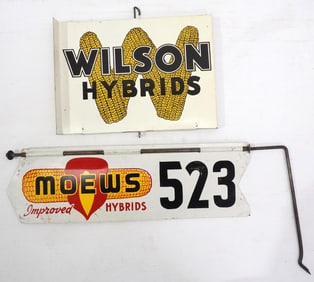 WILSON
HYBRIDS
MOEWS 523
Improved HYBRIDS